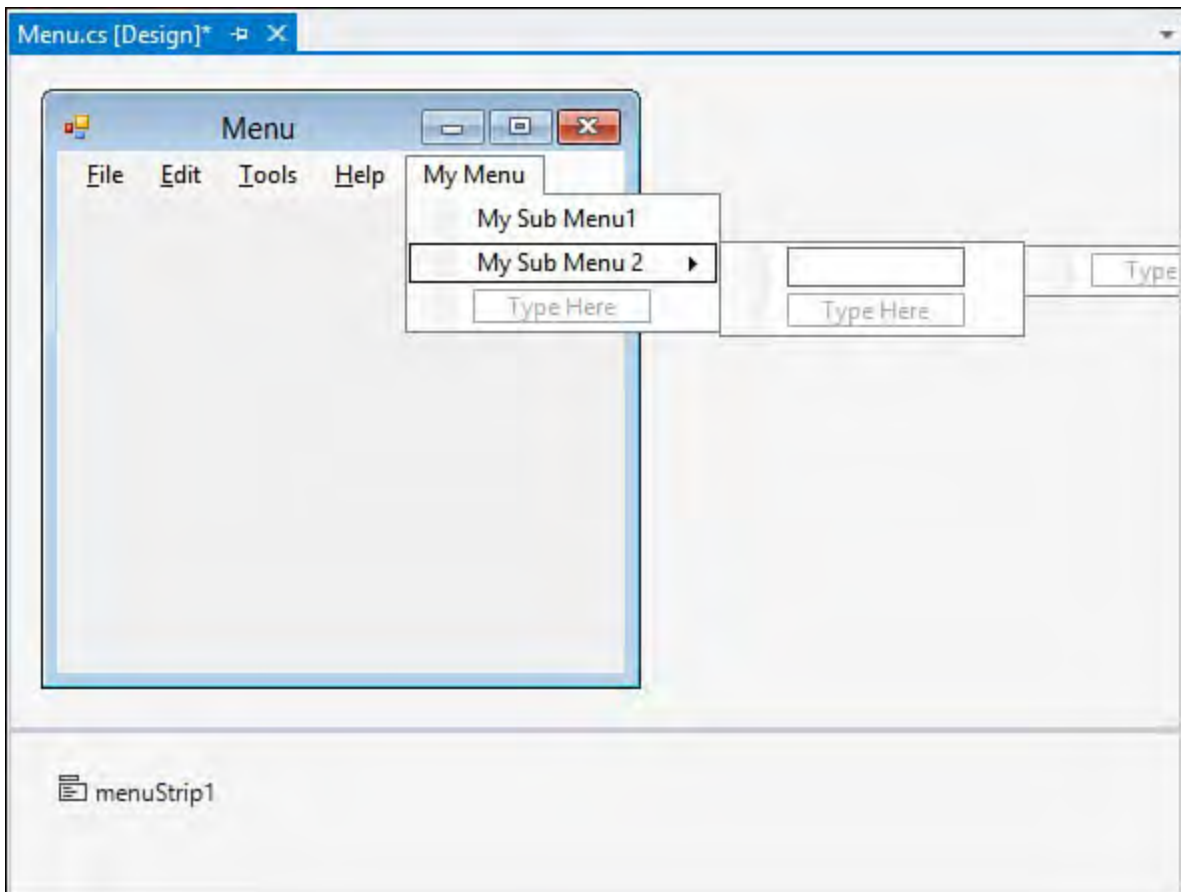 Menu.cs [Design]*
Menu
File Edit Tools Help My Menu
My Sub Menu1
My Sub Menu 2
Type
Type Here Type Here
menuStrip1